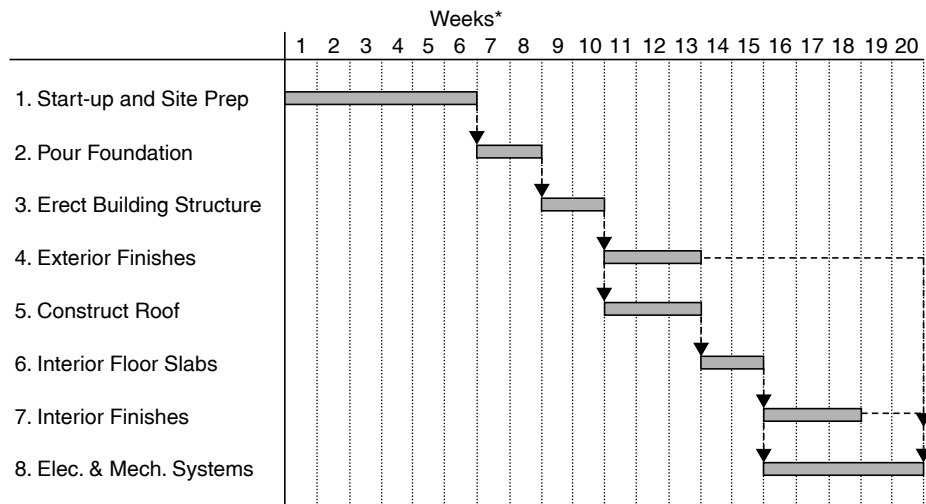 Weeks*
1 2 3 4 5 6 7 8 9 10 11 12 13 14 15 16 17 18 19 20
1. Start-up and Site Prep
2. Pour Foundation
3. Erect Building Structure
4. Exterior Finishes
5. Construct Roof
6. Interior Floor Slabs
7. Interior Finishes
8. Elec. & Mech. Systems